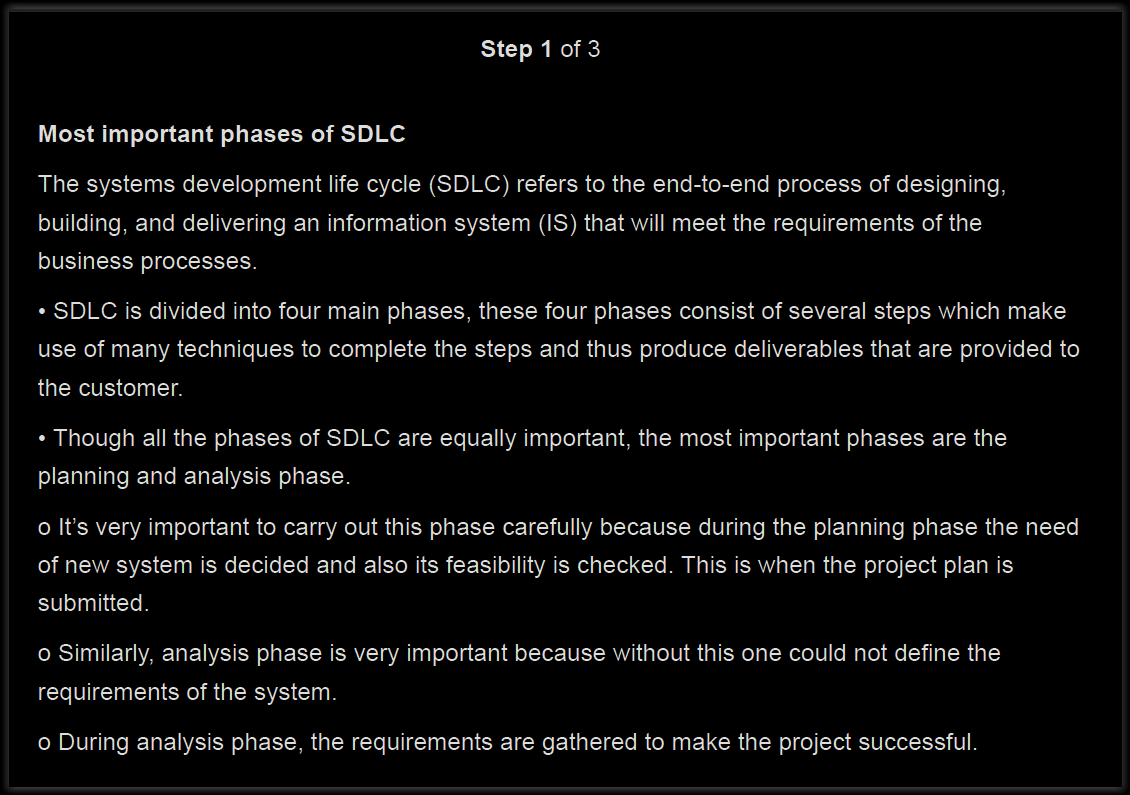 Step 1 of 3
Most important phases of SDLC
The systems development life cycle (SDLC) refers to the end-to-end process of designing,
building, and delivering an information system (IS) that will meet the requirements of the
business processes.
• SDLC is divided into four main phases, these four phases consist of several steps which make
use of many techniques to complete the steps and thus produce deliverables that are provided to
the customer.
• Though all the phases of SDLC are equally important, the most important phases are the
planning and analysis phase.
o It’s very important to carry out this phase carefully because during the planning phase the need
of new system is decided and also its feasibility is checked. This is when the project plan is
submitted.
o Similarly, analysis phase is very important because without this one could not define the
requirements of the system.
o During analysis phase, the requirements are gathered to make the project successful.